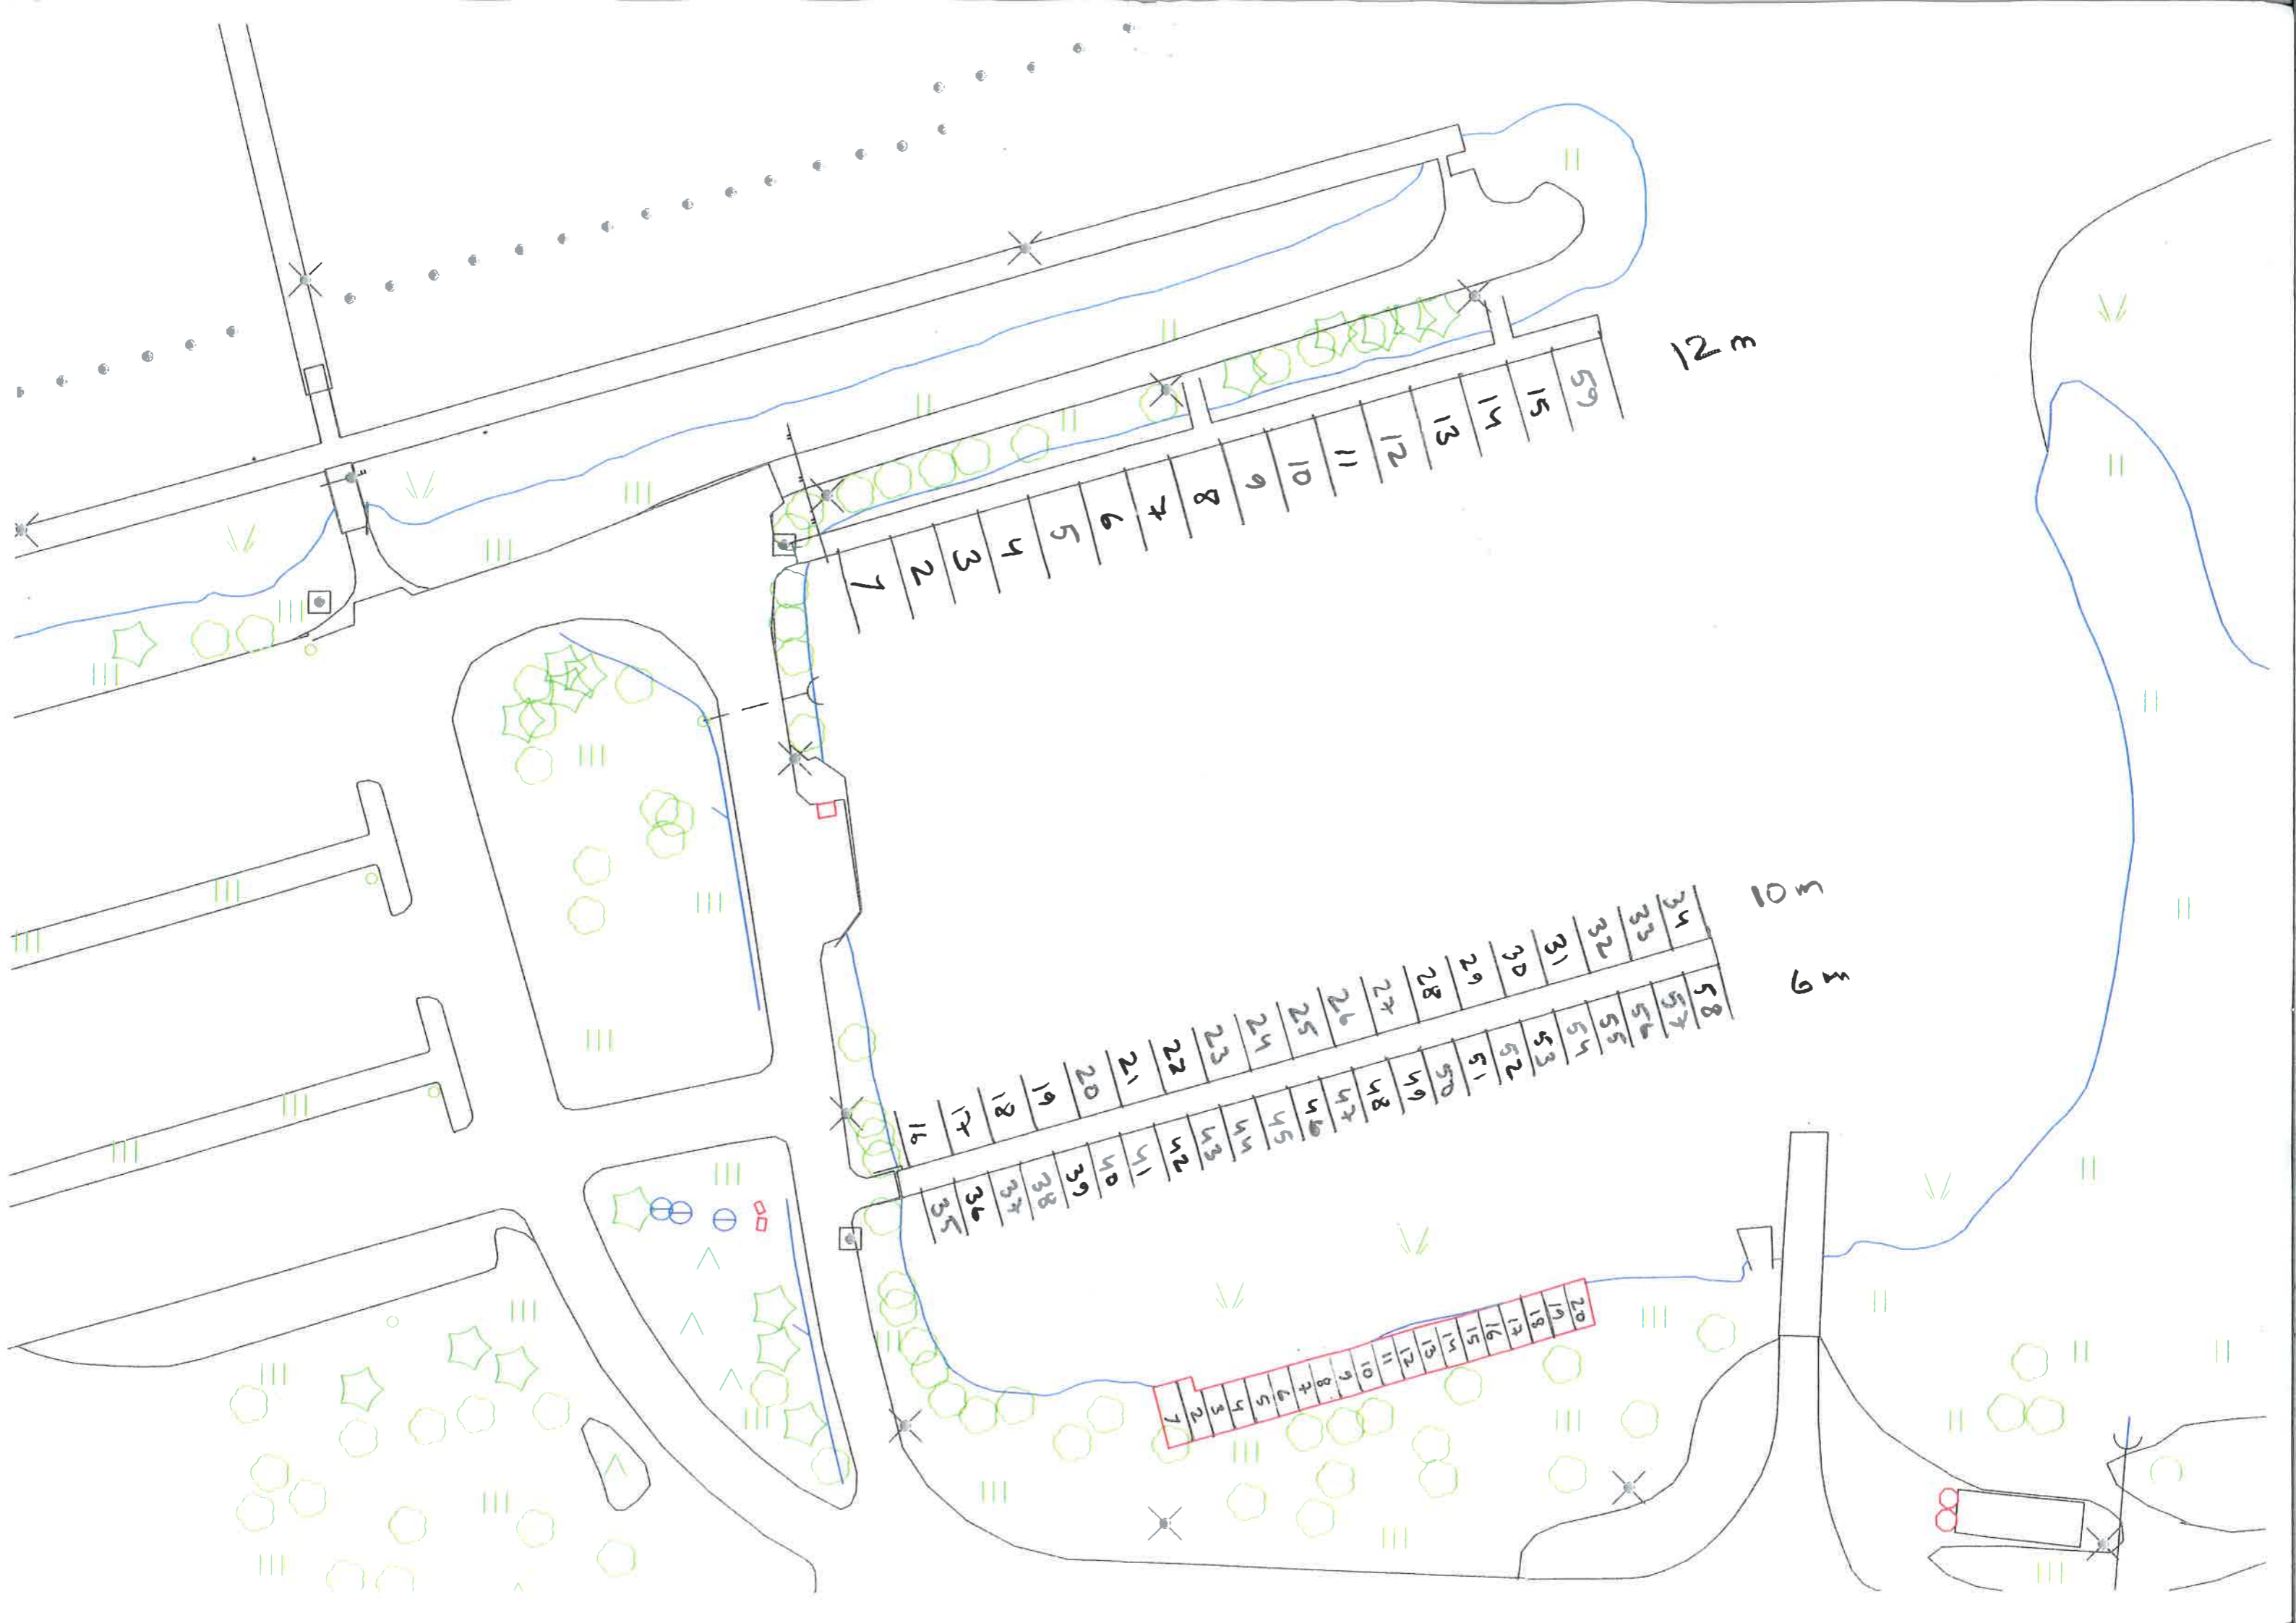 12 m
1 2 3 4 5 6 7 8 9 10 11 12 13 14 15 59
10 m
16 17 18 19 20 21 22 23 24 25 26 27 28 29 30 31 32 33 34
6 m
35 36 37 38 39 40 41 42 43 44 45 46 47 48 49 50 51 52 53 54 55 56 57 58
1 2 3 4 5 6 7 8 9 10 11 12 13 14 15 16 17 18 19 20